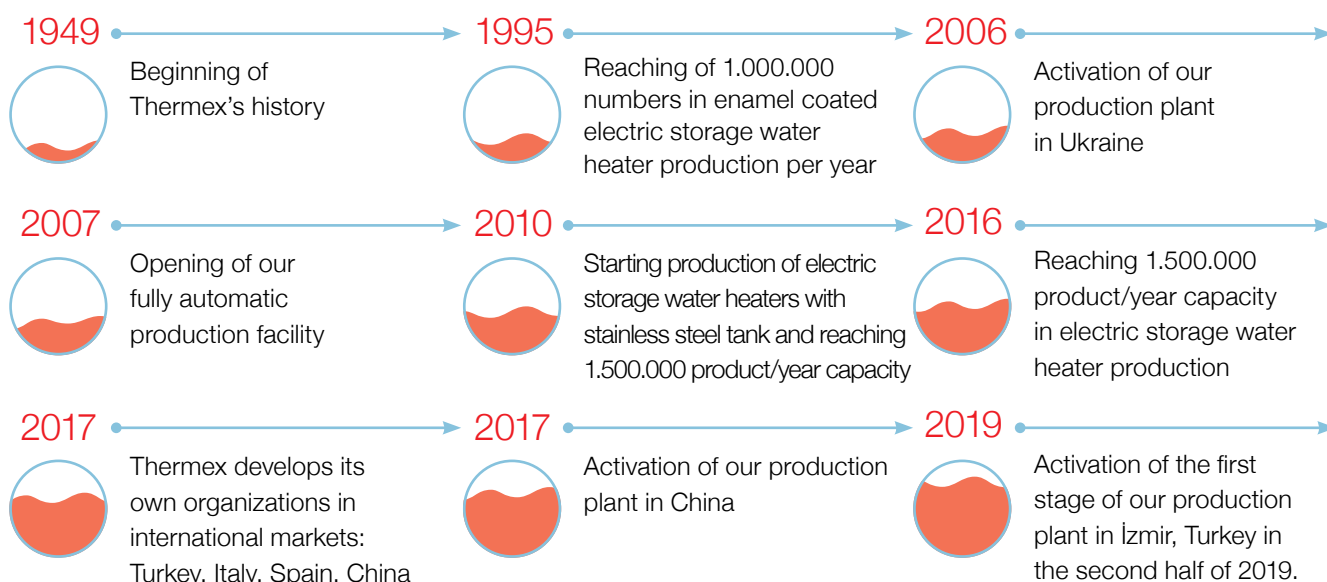 1949
Beginning of
Thermex's history
1995
Reaching of 1.000.000
numbers in enamel coated
electric storage water
heater production per year
2006
Activation of our
production plant
in Ukraine
2007
Opening of our
fully automatic
production facility
2010
Starting production of electric
storage water heaters with
stainless steel tank and reaching
1.500.000 product/year capacity
2016
Reaching 1.500.000
product/year capacity
in electric storage water
heater production
2017
Thermex develops its
own organizations in
international markets:
Turkey, Italy, Spain, China
2017
Activation of our production
plant in China
2019
Activation of the first
stage of our production
plant in İzmir, Turkey in
the second half of 2019.